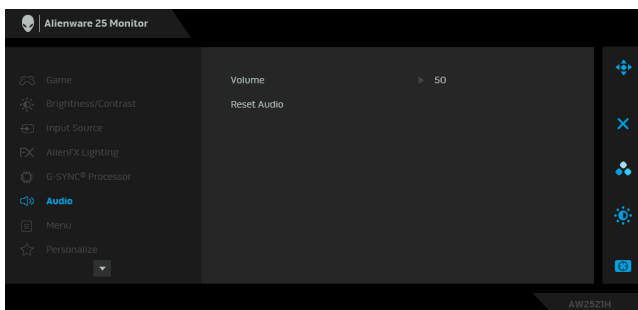 Alienware 25 Monitor
Game
Brightness/Contrast
Input Source
FX AlienFX Lighting
G-SYNC® Processor
Audio
Menu
Personalize
Volume 50
Reset Audio
AW2521H